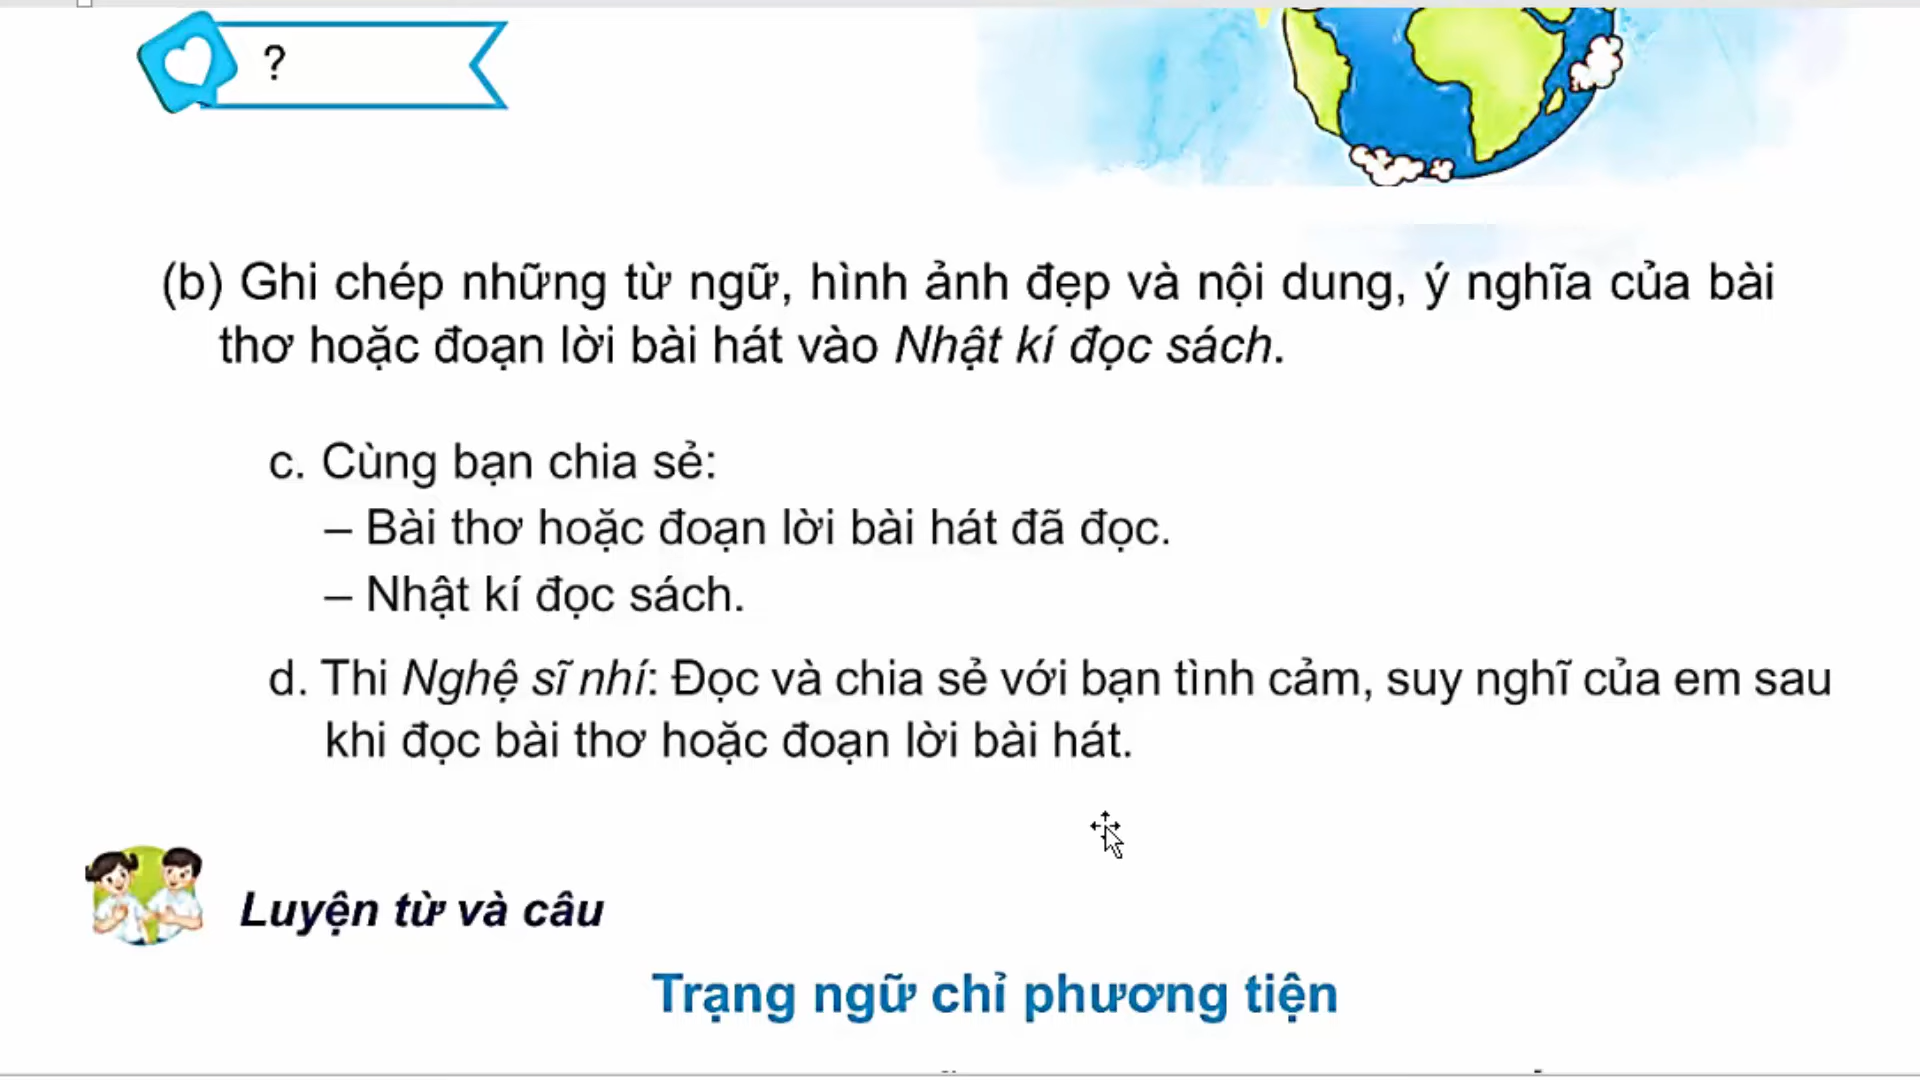 ?
(b) Ghi chép những từ ngữ, hình ảnh đẹp và nội dung, ý nghĩa của bài
thơ hoặc đoạn lời bài hát vào Nhật kí đọc sách.
c. Cùng bạn chia sẻ:
– Bài thơ hoặc đoạn lời bài hát đã đọc.
– Nhật kí đọc sách.
d. Thi Nghệ sĩ nhí: Đọc và chia sẻ với bạn tình cảm, suy nghĩ của em sau
khi đọc bài thơ hoặc đoạn lời bài hát.
Luyện từ và câu
Trạng ngữ chỉ phương tiện